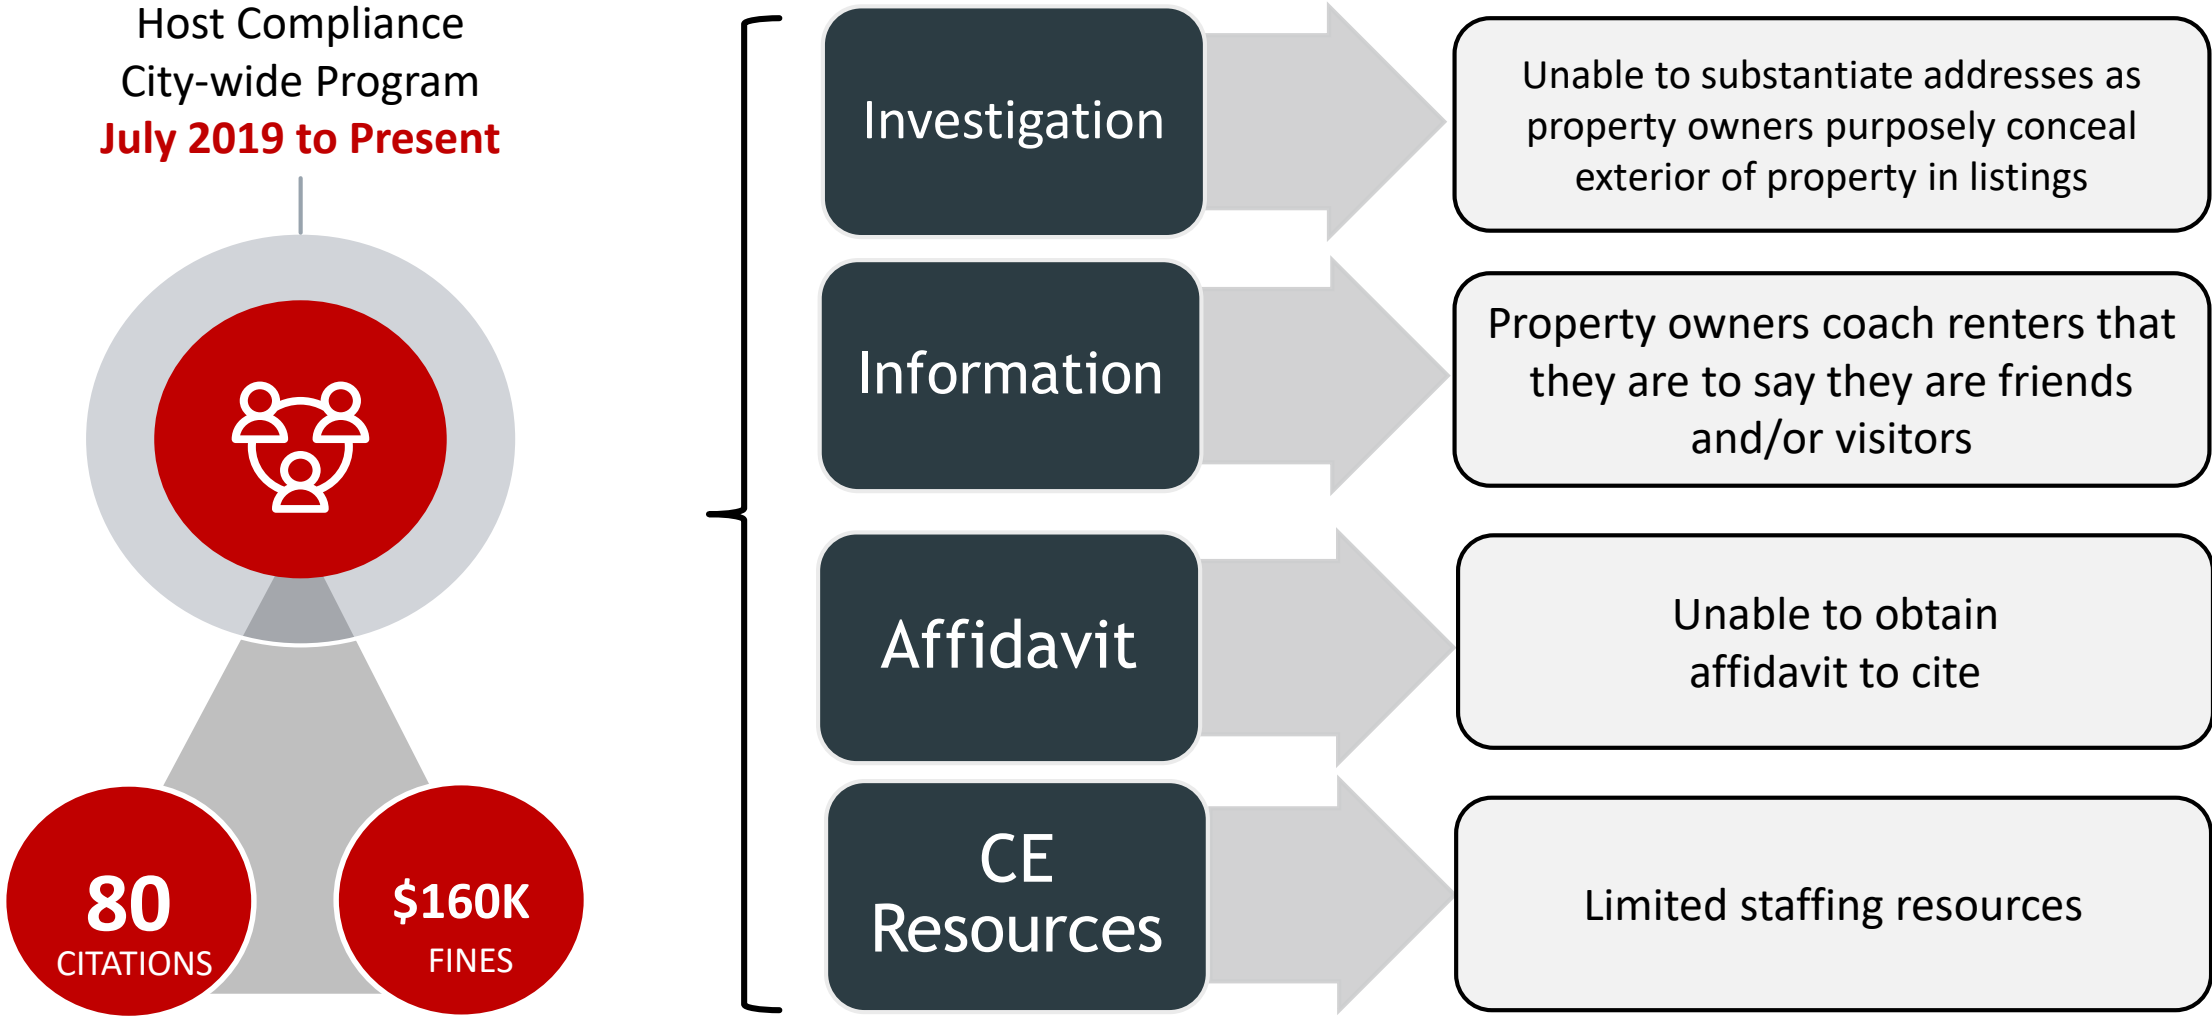 Host Compliance
City-wide Program
July 2019 to Present
80
CITATIONS
$160K
FINES
Investigation
Unable to substantiate addresses as
property owners purposely conceal
exterior of property in listings
Information
Property owners coach renters that
they are to say they are friends
and/or visitors
Affidavit
Unable to obtain
affidavit to cite
CE
Resources
Limited staffing resources